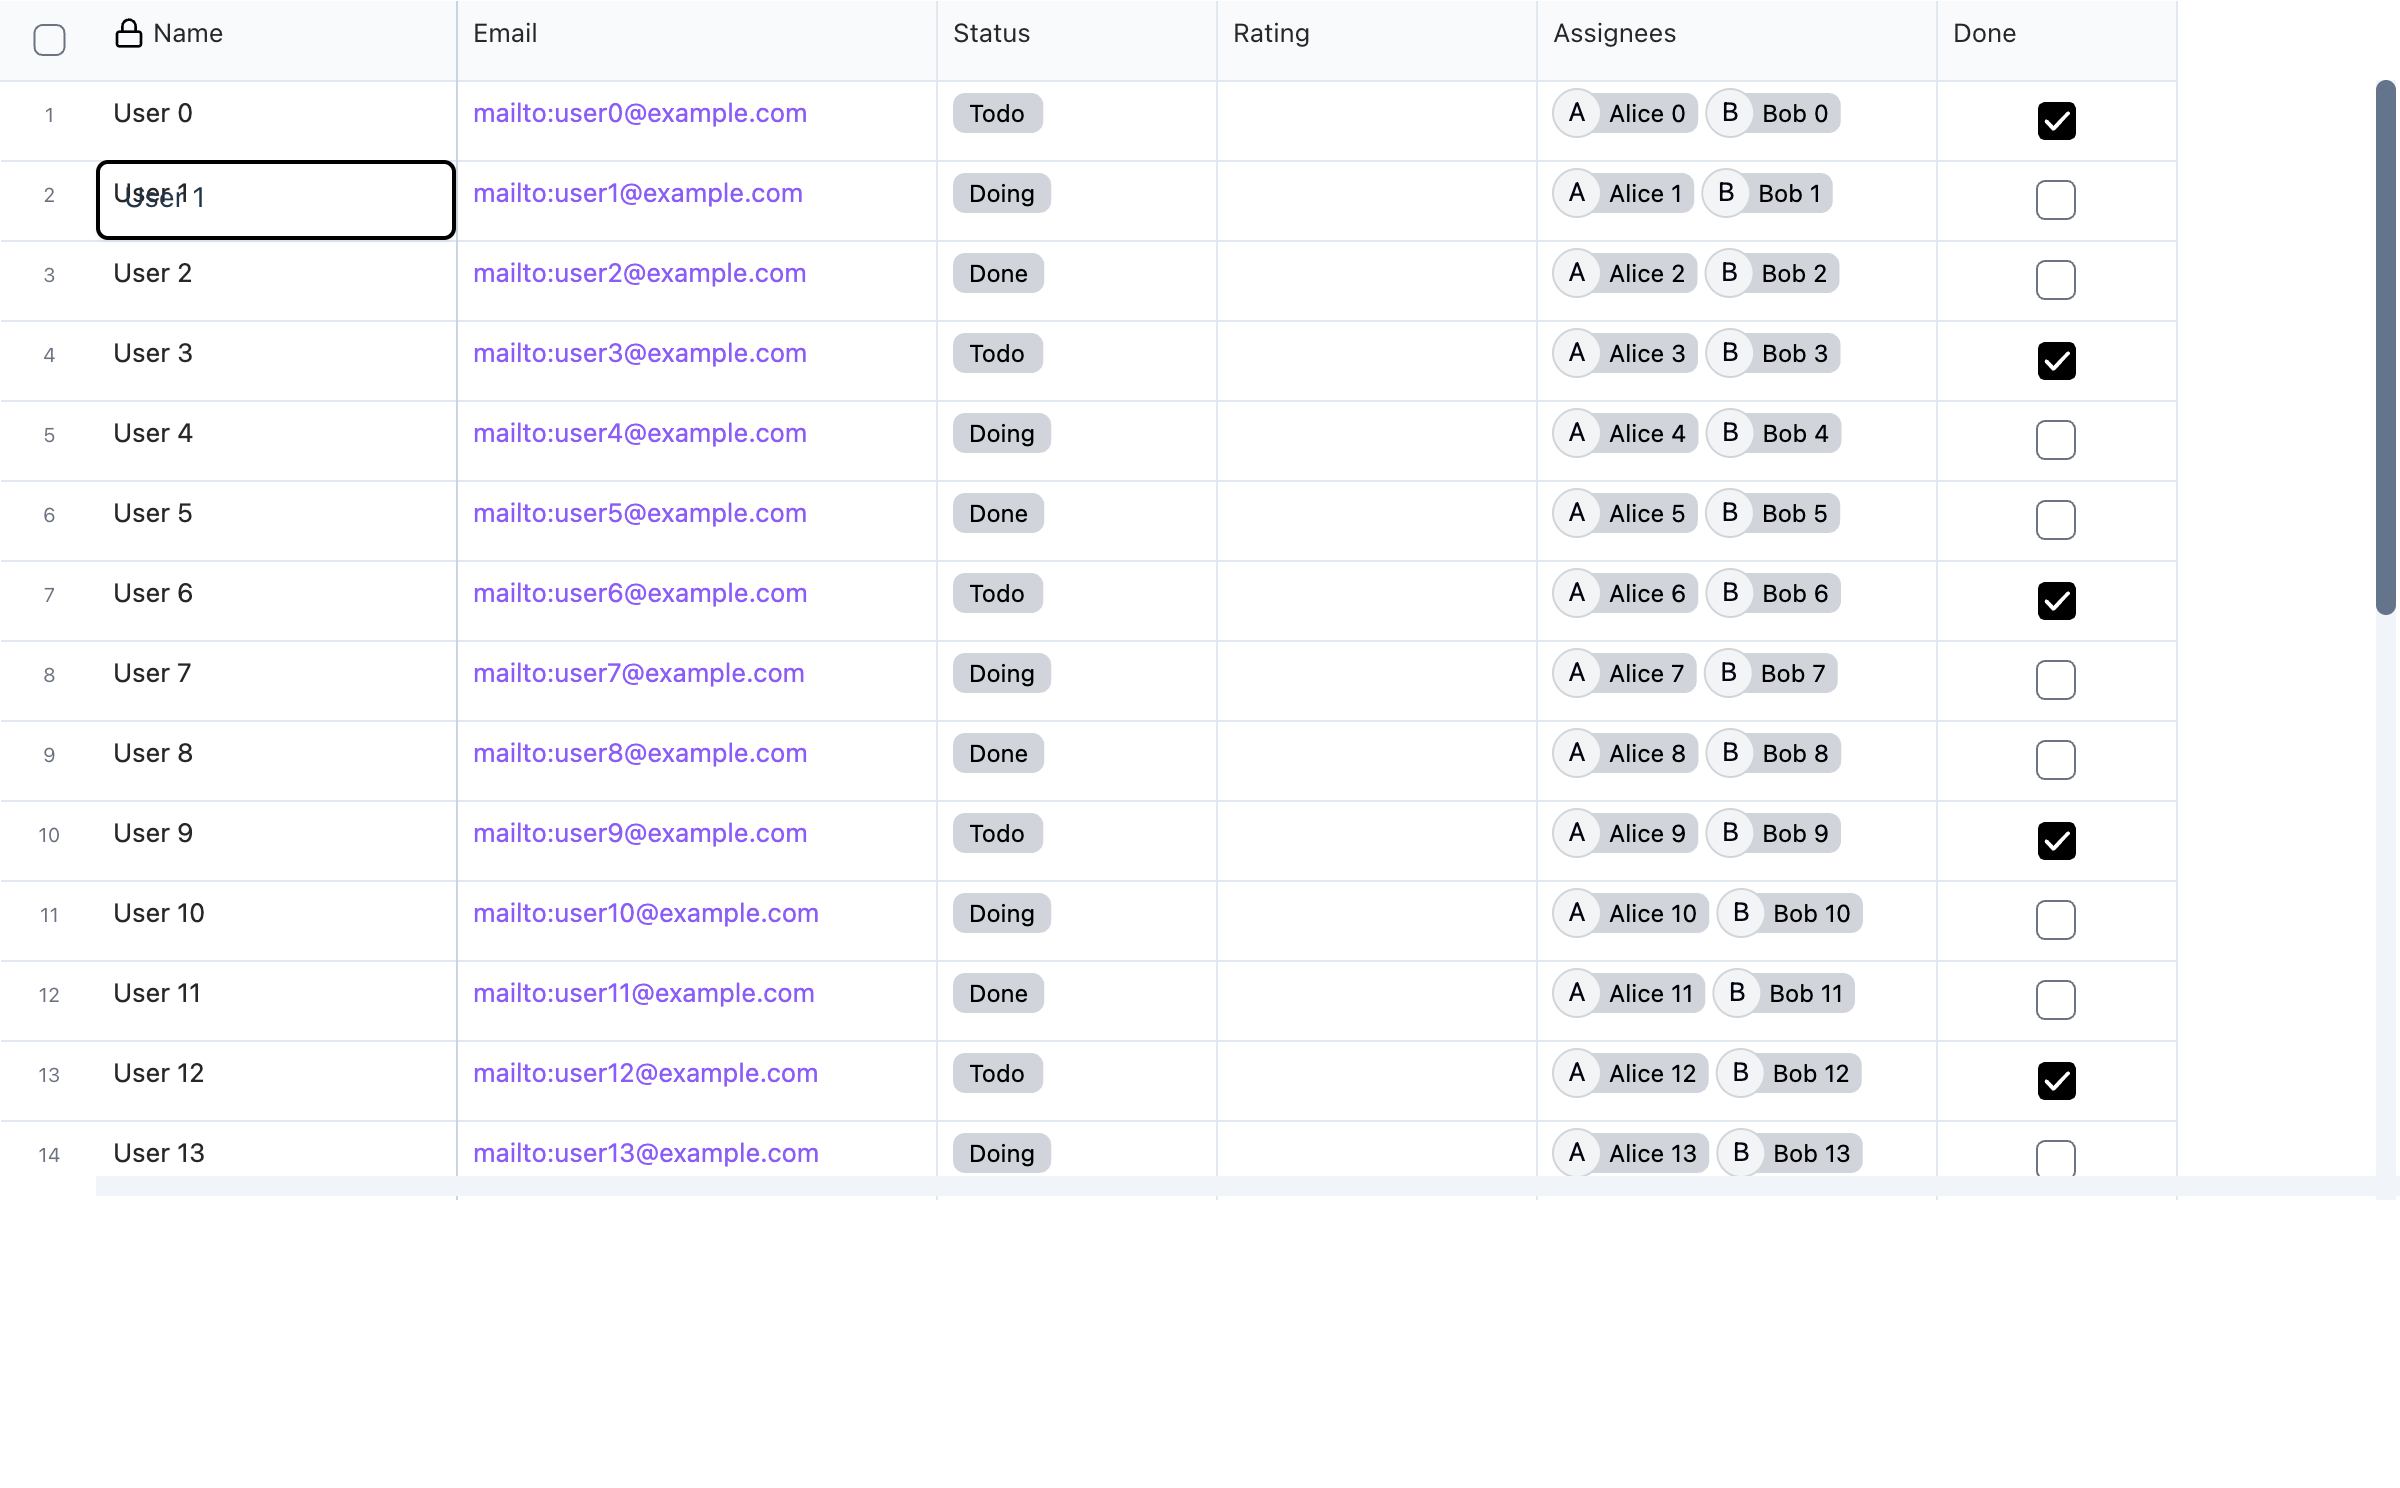 Name Email Status Rating Assignees Done
1 User 0 mailto:user0@example.com Todo A Alice 0 B Bob 0
2 User 1 User 1 mailto:user1@example.com Doing A Alice 1 B Bob 1
3 User 2 mailto:user2@example.com Done A Alice 2 B Bob 2
4 User 3 mailto:user3@example.com Todo A Alice 3 B Bob 3
5 User 4 mailto:user4@example.com Doing A Alice 4 B Bob 4
6 User 5 mailto:user5@example.com Done A Alice 5 B Bob 5
7 User 6 mailto:user6@example.com Todo A Alice 6 B Bob 6
8 User 7 mailto:user7@example.com Doing A Alice 7 B Bob 7
9 User 8 mailto:user8@example.com Done A Alice 8 B Bob 8
10 User 9 mailto:user9@example.com Todo A Alice 9 B Bob 9
11 User 10 mailto:user10@example.com Doing A Alice 10 B Bob 10
12 User 11 mailto:user11@example.com Done A Alice 11 B Bob 11
13 User 12 mailto:user12@example.com Todo A Alice 12 B Bob 12
14 User 13 mailto:user13@example.com Doing A Alice 13 B Bob 13